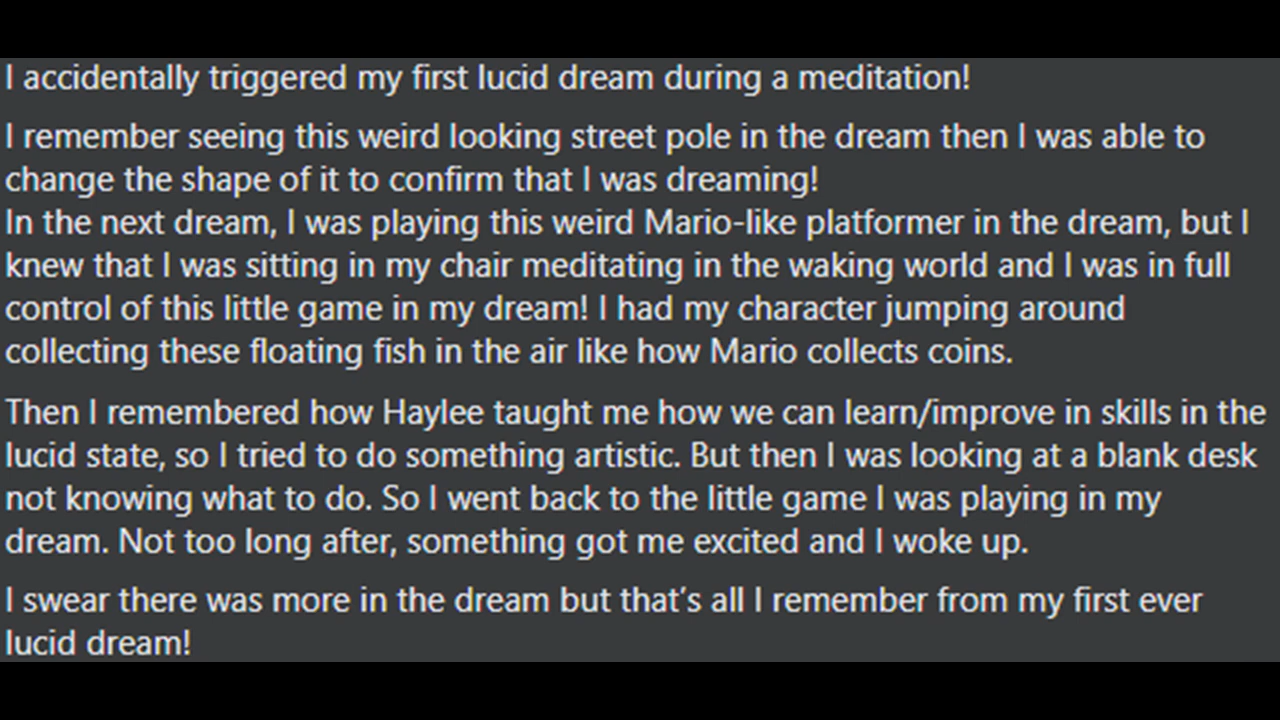 I accidentally triggered my first lucid dream during a meditation!
I remember seeing this weird looking street pole in the dream then I was able to
change the shape of it to confirm that I was dreaming!
In the next dream, I was playing this weird Mario-like platformer in the dream, but I
knew that I was sitting in my chair meditating in the waking world and I was in full
control of this little game in my dream! I had my character jumping around
collecting these floating fish in the air like how Mario collects coins.
Then I remembered how Haylee taught me how we can learn/improve in skills in the
lucid state, so I tried to do something artistic. But then I was looking at a blank desk
not knowing what to do. So I went back to the little game I was playing in my
dream. Not too long after, something got me excited and I woke up.
I swear there was more in the dream but that’s all I remember from my first ever
lucid dream!